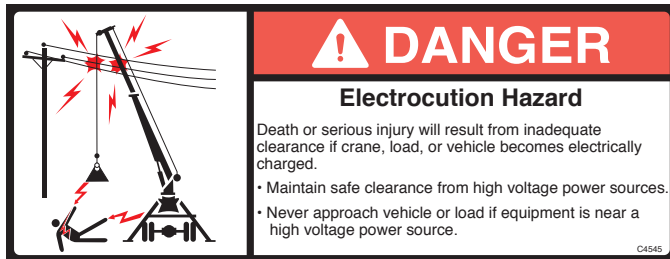 DANGER
Electrocution Hazard
Death or serious injury will result from inadequate
clearance if crane, load, or vehicle becomes electrically
charged.
• Maintain safe clearance from high voltage power sources.
• Never approach vehicle or load if equipment is near a
high voltage power source.
C4545